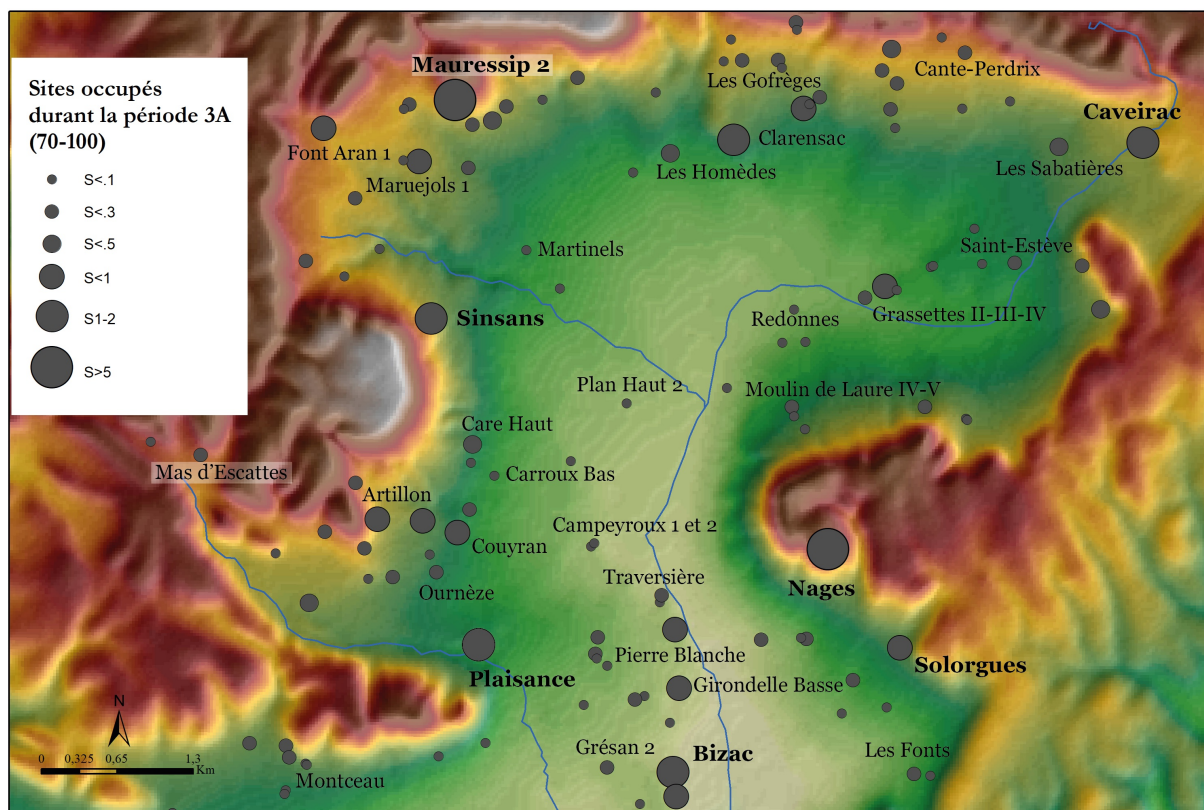 Sites occupés
durant la période 3A
(70-100)
S<.1
S<.3
S<.5
S<1
S1-2
S>5
Mauressip 2
Les Gofrèges
Cante-Perdrix
Caveirac
Font Aran 1
Clarensac
Maruejols 1
Les Homèdes
Les Sabatières
Martinels
Saint-Estève
Sinsans
Redonnes
Grassettes II-III-IV
Plan Haut 2
Moulin de Laure IV-V
Care Haut
Mas d'Escattes
Carroux Bas
Artillon
Campeyroux 1 et 2
Couyran
Traversière
Ournèze
Nages
Pierre Blanche
Solorgues
Plaisance
Girondelle Basse
N
Grésan 2
Bizac
Les Fonts
0 0,325 0,65 1,3
Km
Montceau